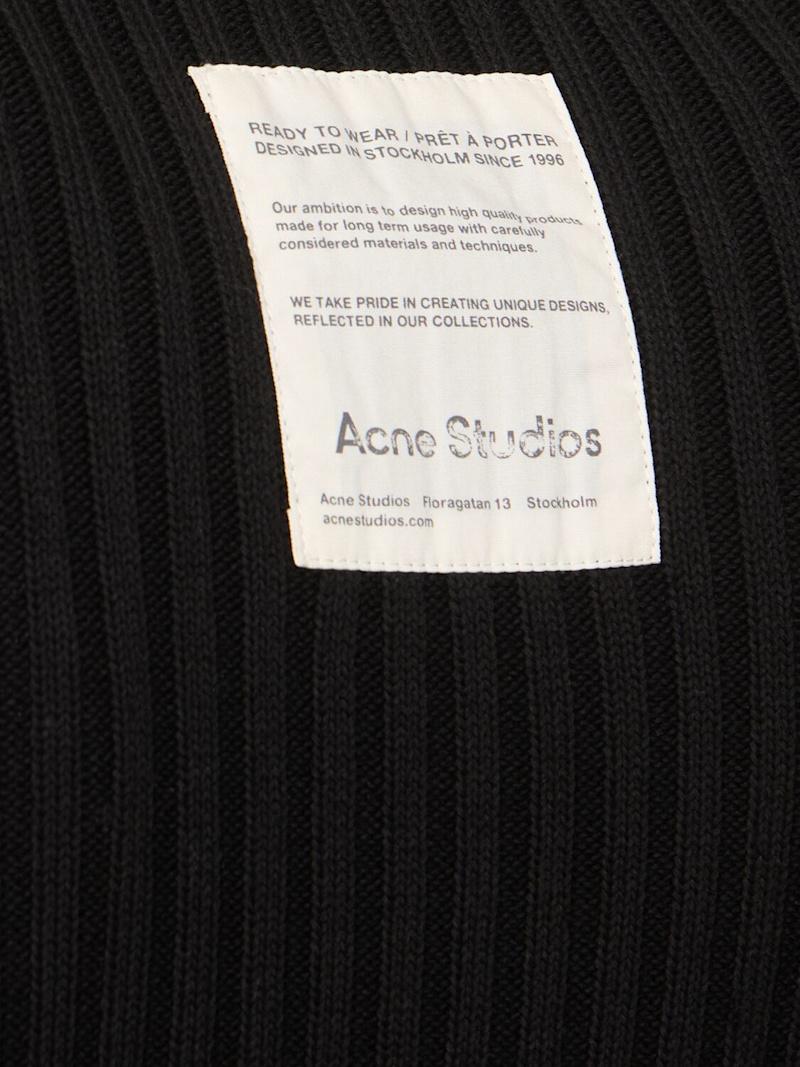 READY TO WEAR / PRÊT À PORTER
DESIGNED IN STOCKHOLM SINCE 1996
Our ambition is to design high quality products
made for long term usage with carefully
considered materials and techniques.
WE TAKE PRIDE IN CREATING UNIQUE DESIGNS,
REFLECTED IN OUR COLLECTIONS.
Acne Studios
Acne Studios Floragatan 13 Stockholm
acnestudios.com